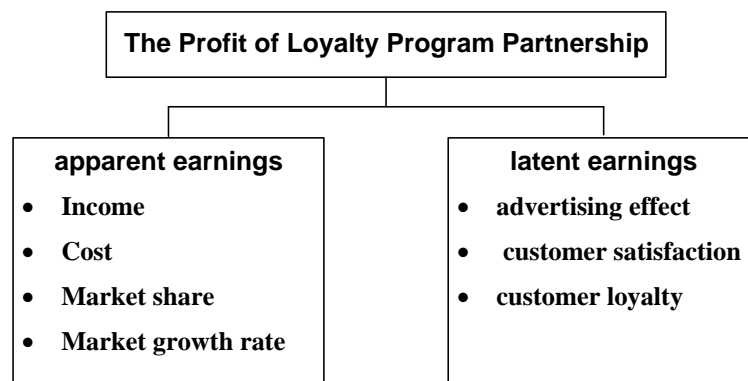 The Profit of Loyalty Program Partnership
apparent earnings
• Income
• Cost
• Market share
• Market growth rate
latent earnings
• advertising effect
• customer satisfaction
• customer loyalty